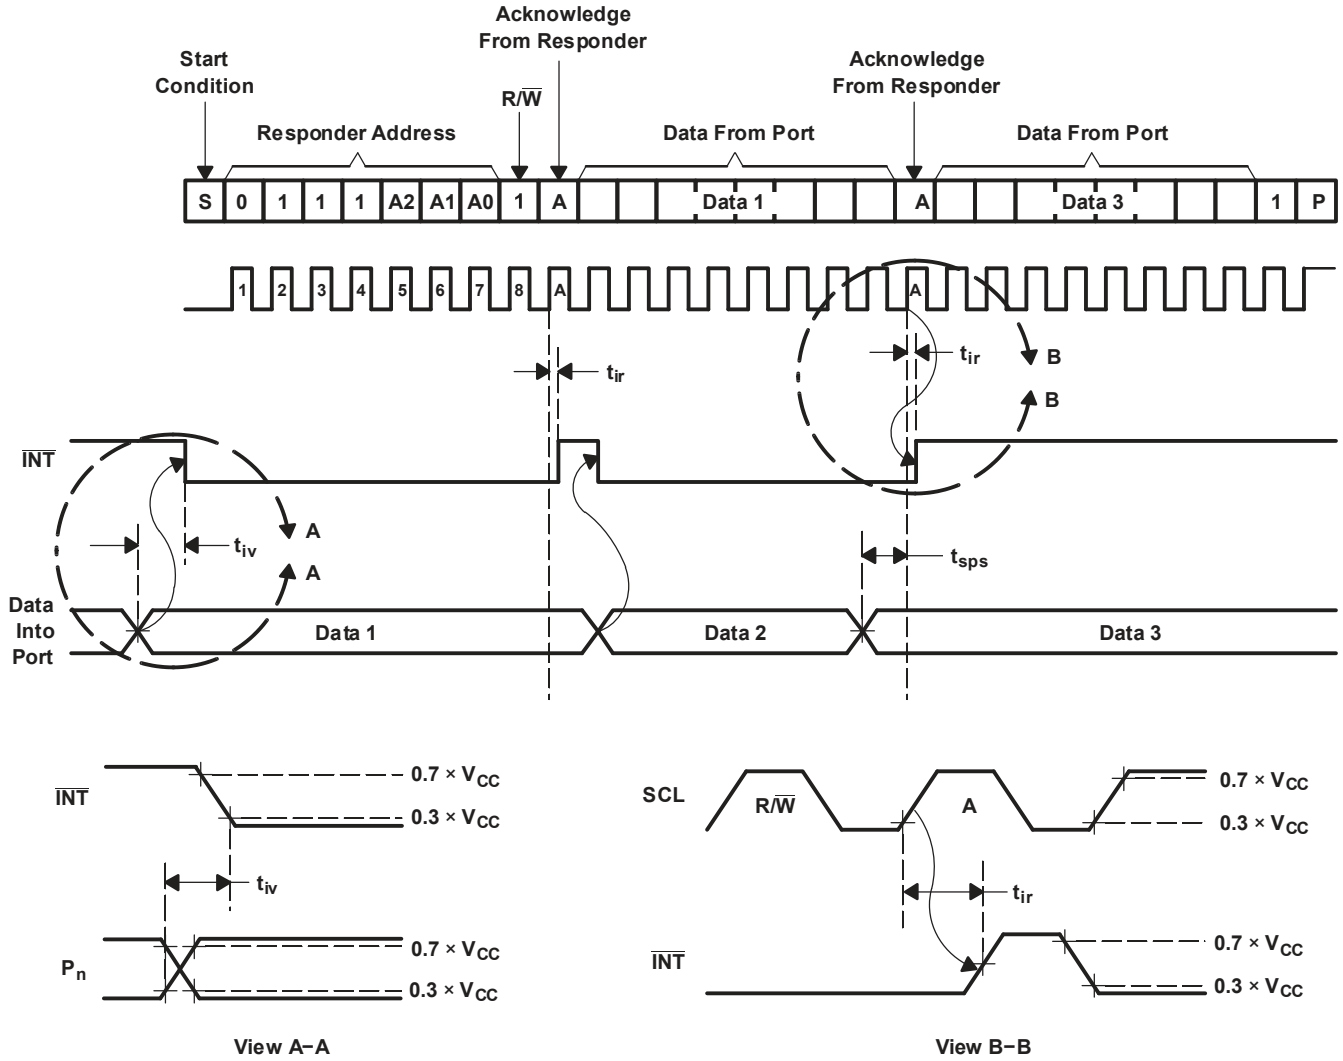 Acknowledge
From Responder
Start
Condition
R/W̅
Acknowledge
From Responder
Responder Address
Data From Port
Data From Port
S 0 1 1 1 A2 A1 A0 1 A Data 1 A Data 3 1 P
1 2 3 4 5 6 7 8 A A
t_ir
t_ir
B
B
I̅N̅T̅
A
t_iv
A
t_sps
Data
Into
Port
Data 1
Data 2
Data 3
I̅N̅T̅
0.7 × V_CC
0.3 × V_CC
t_iv
P_n
0.7 × V_CC
0.3 × V_CC
View A–A
SCL
R/W̅
A
0.7 × V_CC
0.3 × V_CC
t_ir
I̅N̅T̅
0.7 × V_CC
0.3 × V_CC
View B–B